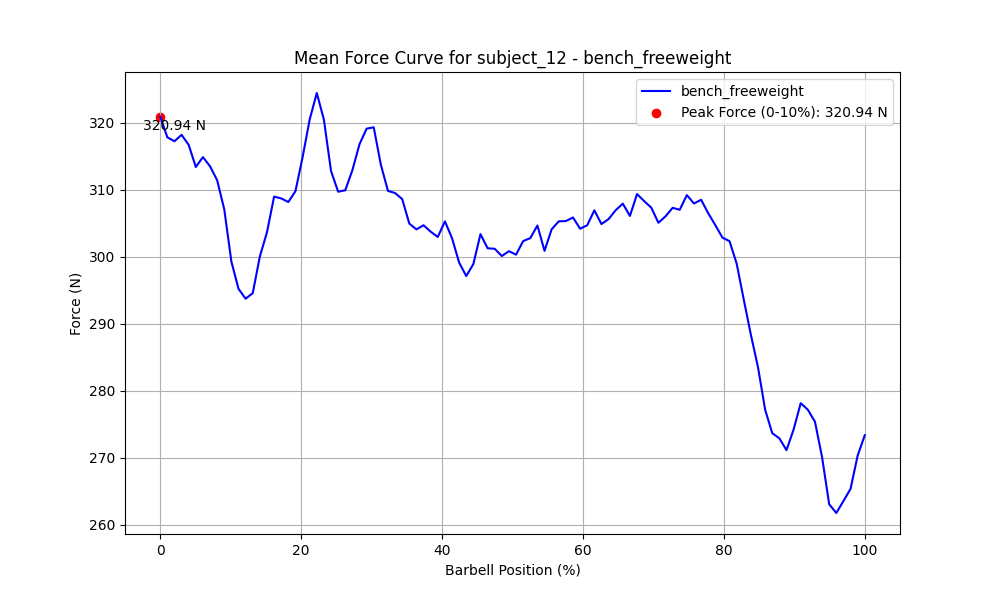 Mean Force Curve for subject_12 - bench_freeweight
bench_freeweight
Peak Force (0-10%): 320.94 N
320.94 N
Force (N)
320
310
300
290
280
270
260
0 20 40 60 80 100
Barbell Position (%)